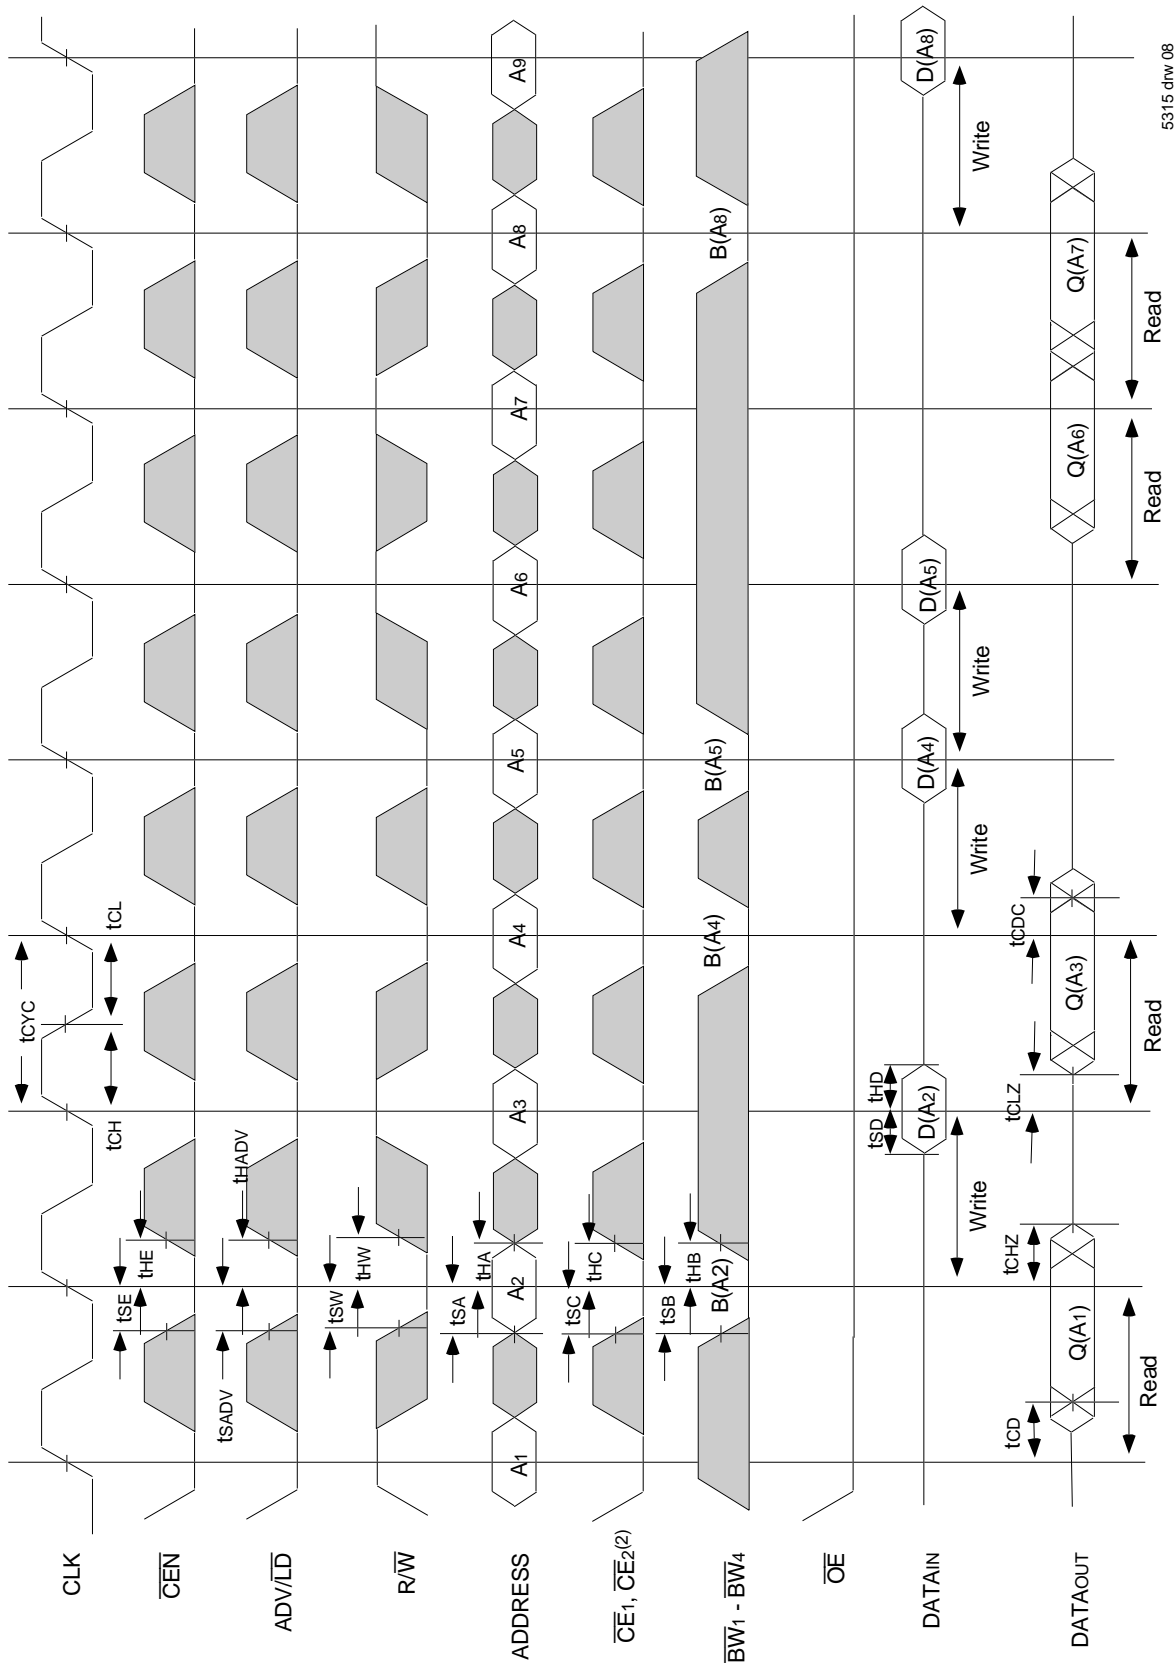 tCYC
tCH tCL
CLK
tSE tHE
CEN
tSADV tHADV
ADV/LD
tSW tHW
R/W
tSA tHA
ADDRESS A1 A2 A3 A4 A5 A6 A7 A8 A9
tSC tHC
CE1, CE2(2)
tSB tHB
BW1 - BW4 B(A2) B(A4) B(A5) B(A8)
OE
tSD tHD
DATAIN D(A2) D(A4) D(A5) D(A8)
Write Write Write Write
tCD tCHZ tCLZ tCDC
DATAOUT Q(A1) Q(A3) Q(A6) Q(A7)
Read Read Read Read
5315 drw 08